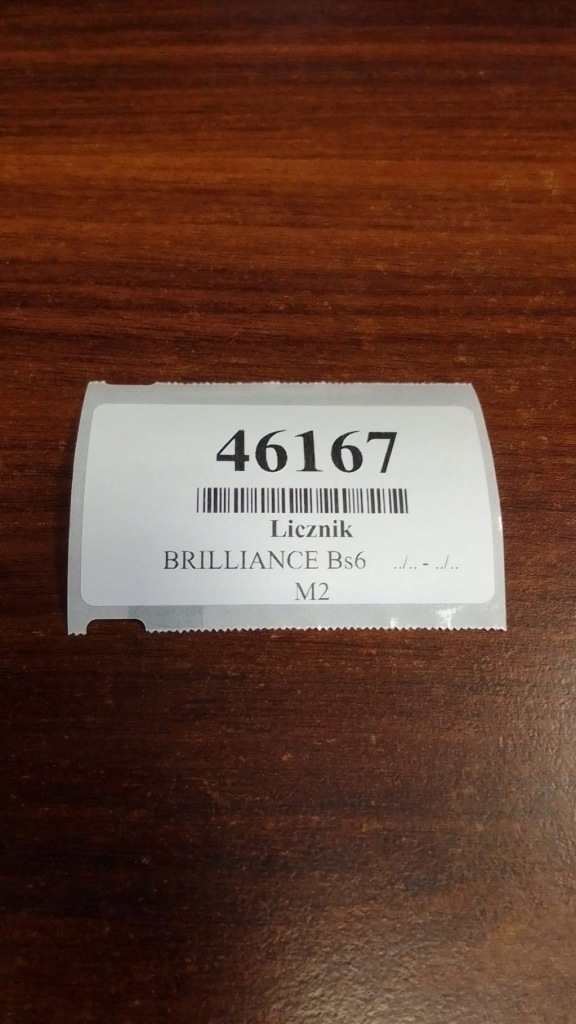 46167
Licznik
BRILLIANCE Bs6 ../.. - ../..
M2